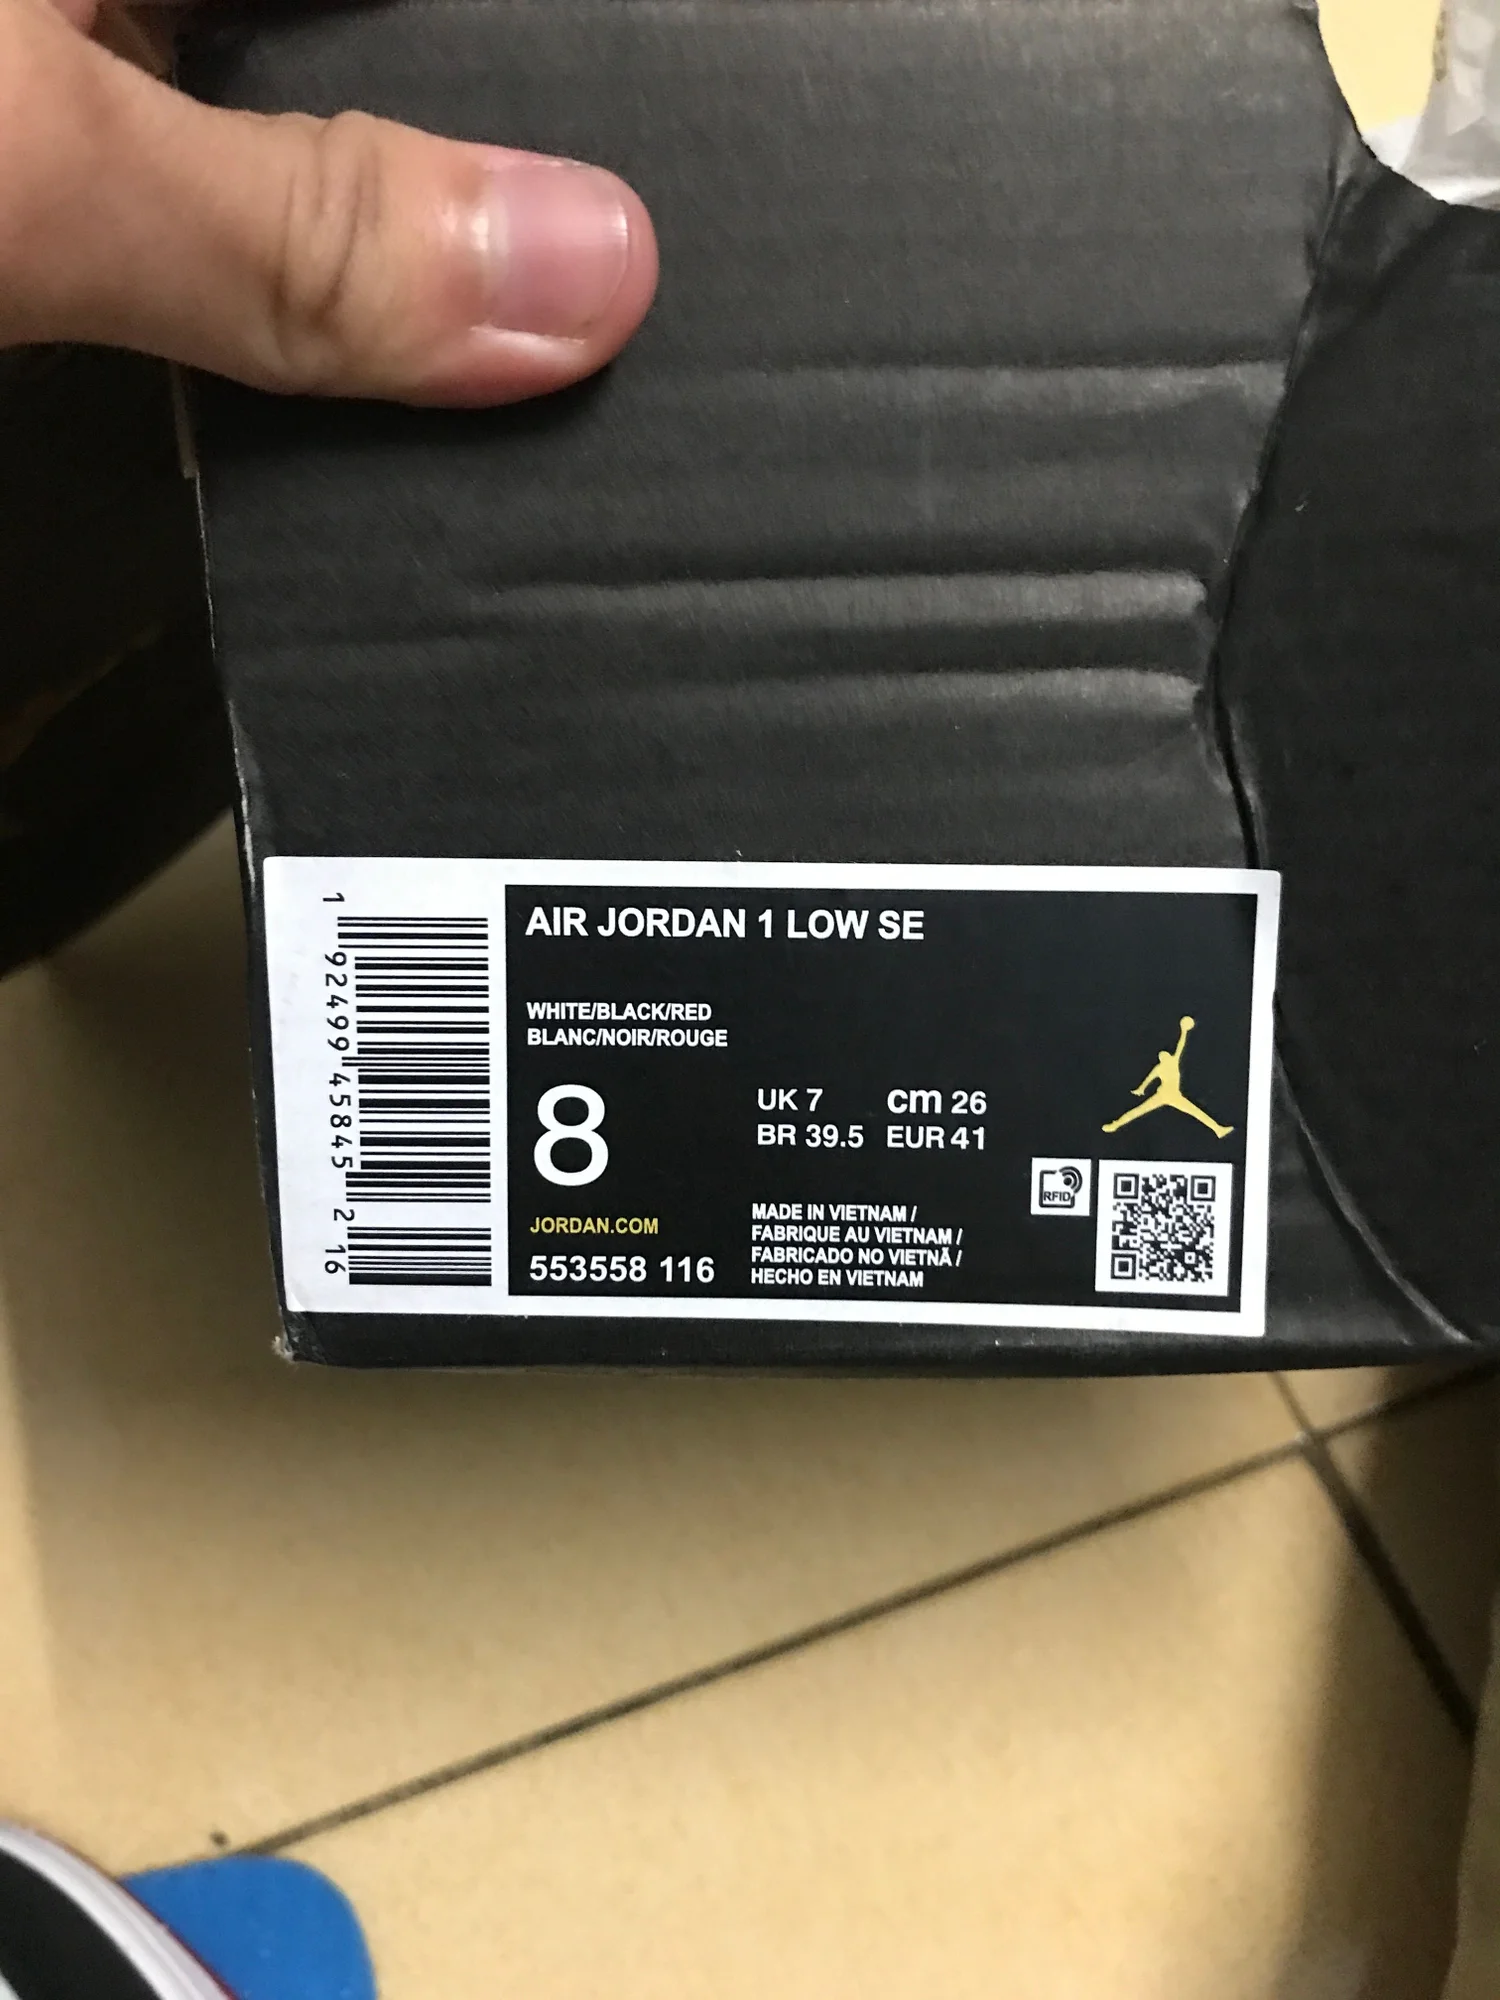 AIR JORDAN 1 LOW SE
WHITE/BLACK/RED
BLANC/NOIR/ROUGE
8
UK 7 cm 26
BR 39.5 EUR 41
JORDAN.COM
553558 116
MADE IN VIETNAM /
FABRIQUE AU VIETNAM /
FABRICADO NO VIETNÃ /
HECHO EN VIETNAM
RFID
1 92499 45845 2 16